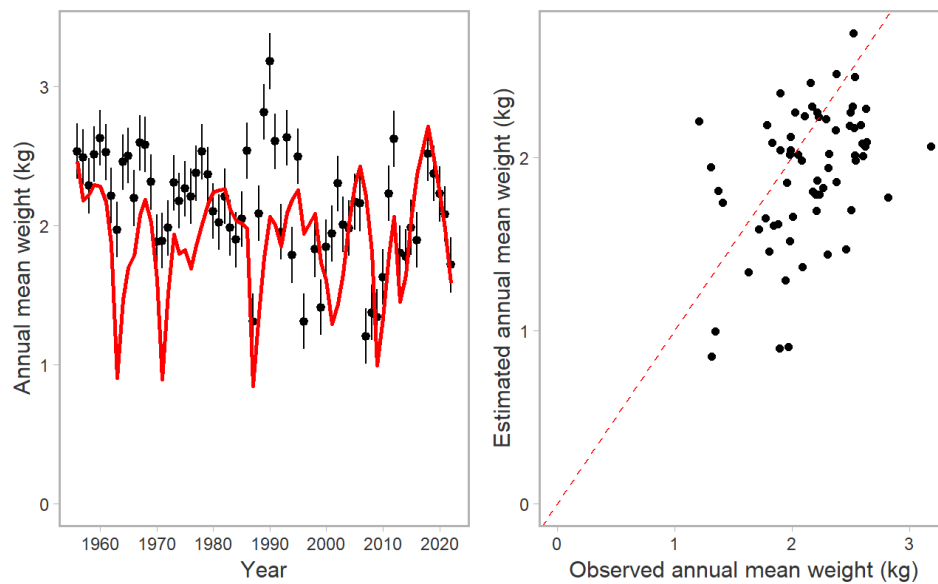 Annual mean weight (kg)
3
2
1
0
1960 1970 1980 1990 2000 2010 2020
Year
Estimated annual mean weight (kg)
2
1
0
0 1 2 3
Observed annual mean weight (kg)